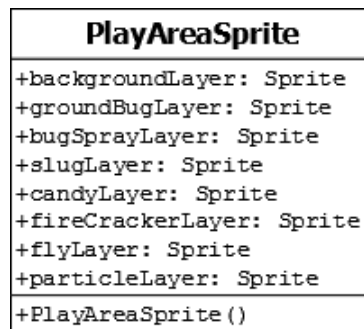 PlayAreaSprite
+backgroundLayer: Sprite
+groundBugLayer: Sprite
+bugSprayLayer: Sprite
+slugLayer: Sprite
+candyLayer: Sprite
+fireCrackerLayer: Sprite
+flyLayer: Sprite
+particleLayer: Sprite
+PlayAreaSprite()